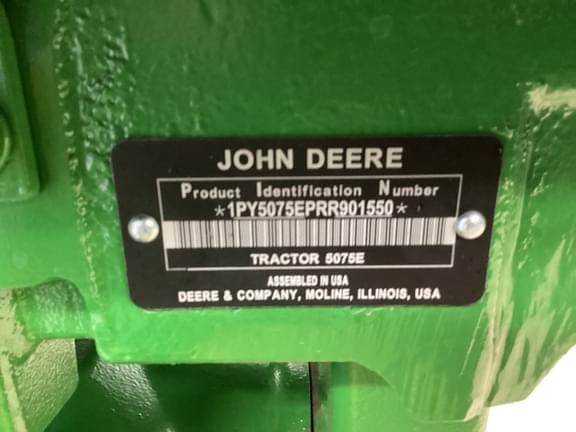 JOHN DEERE
Product Identification Number
*1PY5075EPRR901550*
TRACTOR 5075E
ASSEMBLED IN USA
DEERE & COMPANY, MOLINE, ILLINOIS, USA